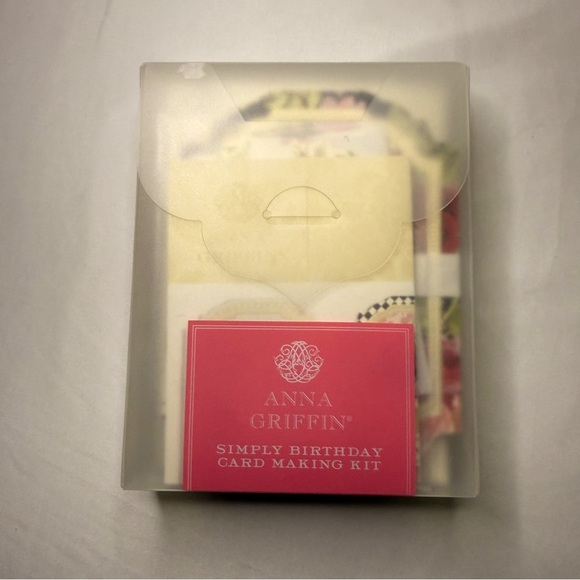 ANNA
GRIFFIN®
SIMPLY BIRTHDAY
CARD MAKING KIT